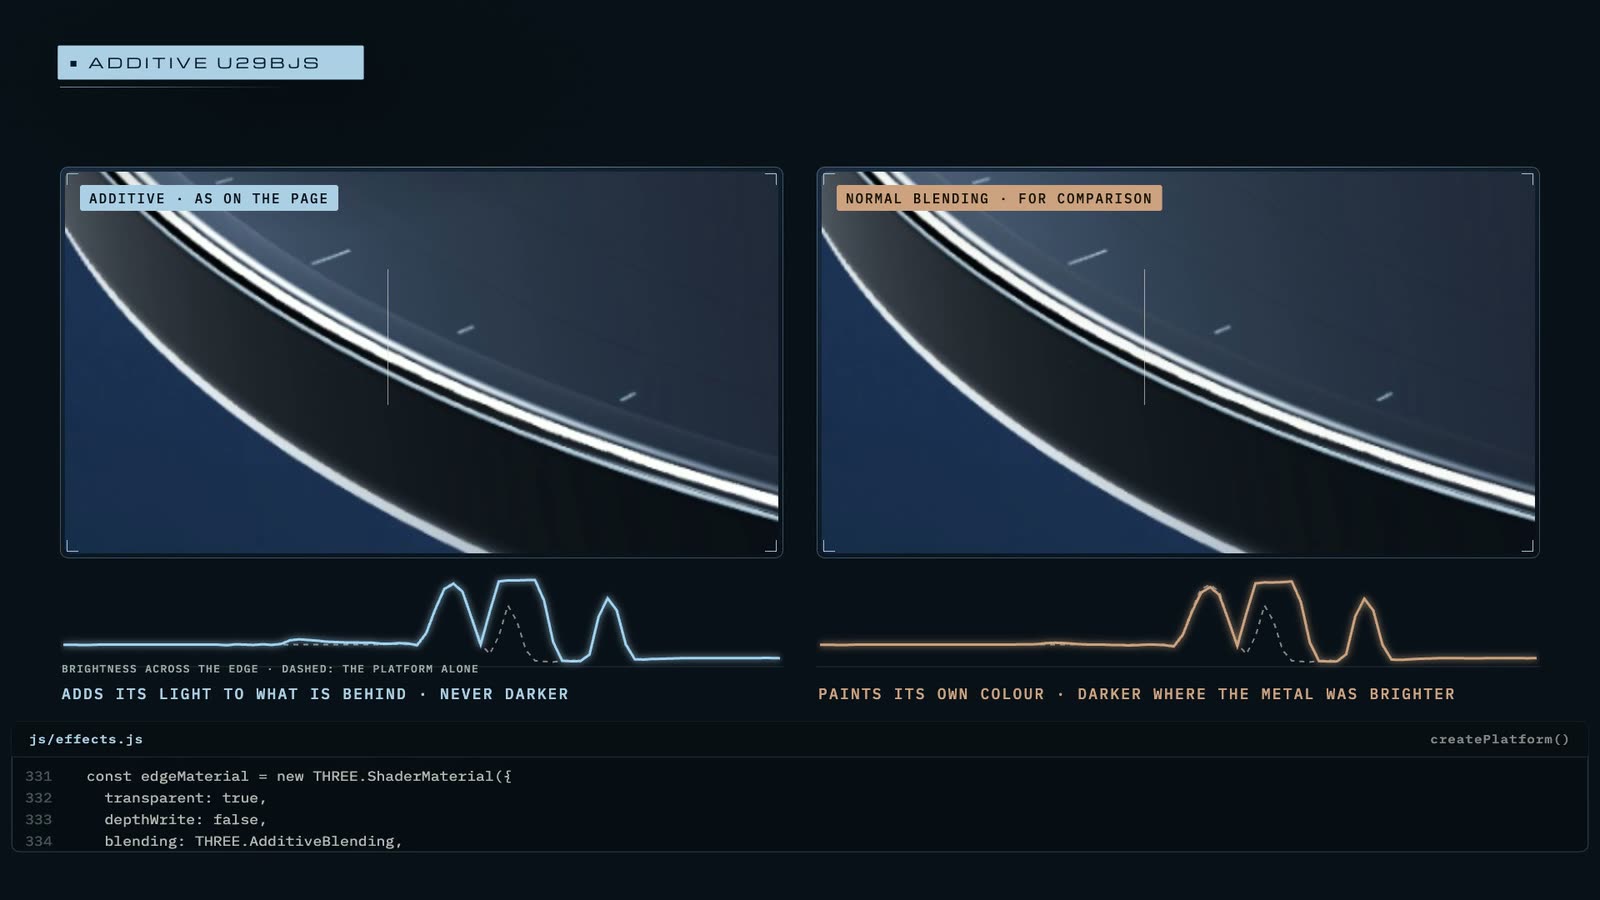 ADDITIVE U29BJS
ADDITIVE · AS ON THE PAGE
NORMAL BLENDING · FOR COMPARISON
BRIGHTNESS ACROSS THE EDGE · DASHED: THE PLATFORM ALONE
ADDS ITS LIGHT TO WHAT IS BEHIND · NEVER DARKER
PAINTS ITS OWN COLOUR · DARKER WHERE THE METAL WAS BRIGHTER
js/effects.js
createPlatform()
331 const edgeMaterial = new THREE.ShaderMaterial({
332 transparent: true,
333 depthWrite: false,
334 blending: THREE.AdditiveBlending,